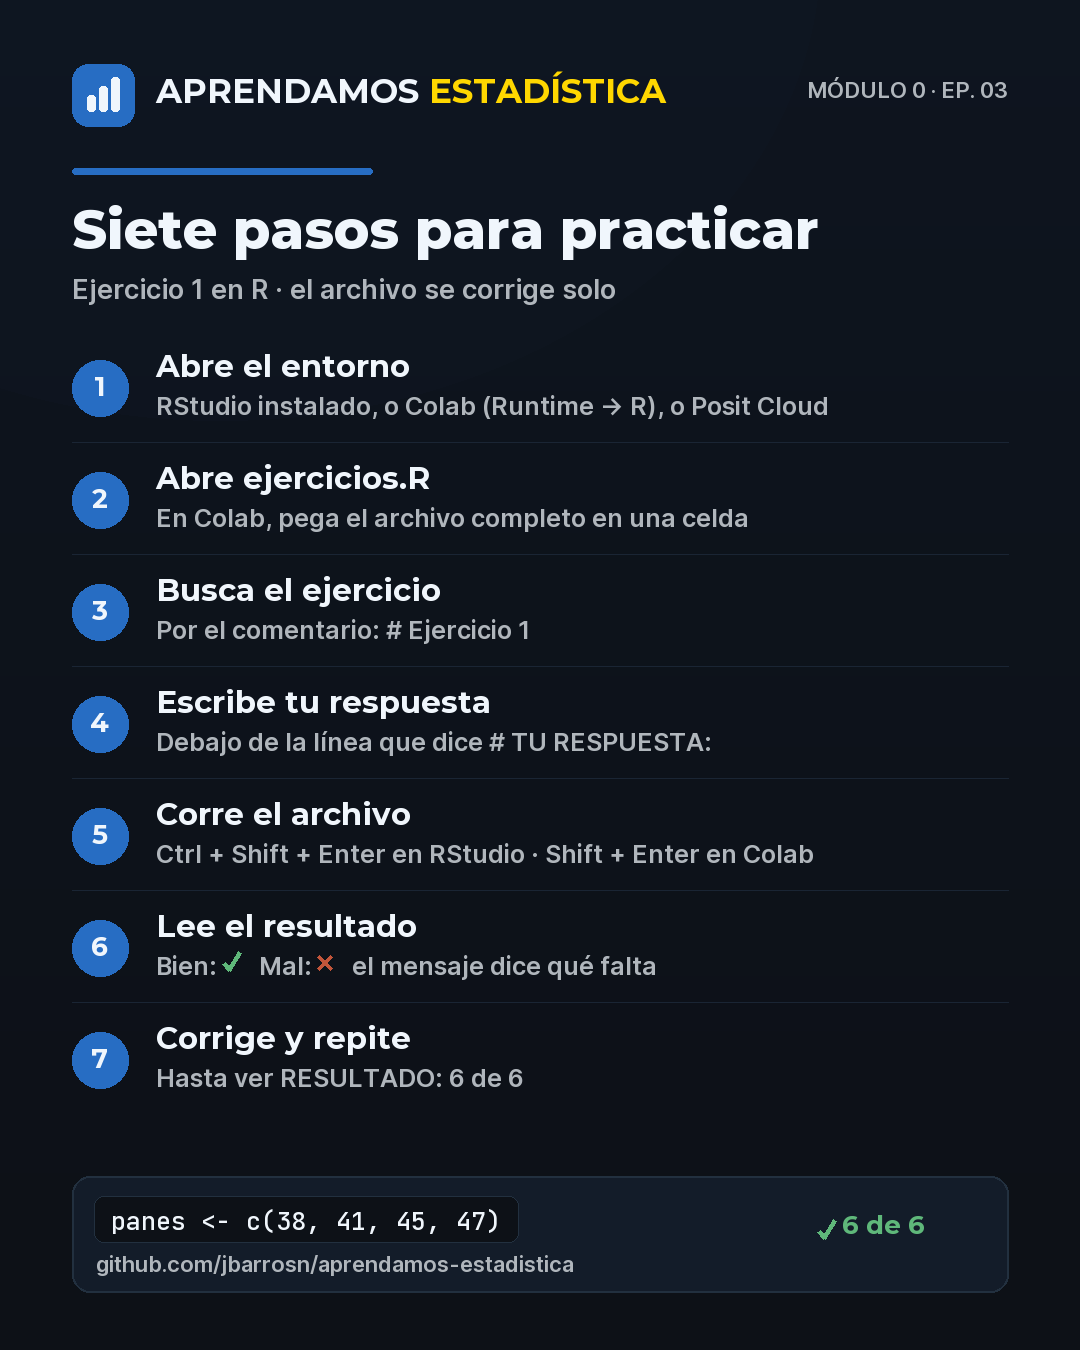 APRENDAMOS ESTADÍSTICA
MÓDULO 0 · EP. 03
Siete pasos para practicar
Ejercicio 1 en R · el archivo se corrige solo
1
Abre el entorno
RStudio instalado, o Colab (Runtime → R), o Posit Cloud
2
Abre ejercicios.R
En Colab, pega el archivo completo en una celda
3
Busca el ejercicio
Por el comentario: # Ejercicio 1
4
Escribe tu respuesta
Debajo de la línea que dice # TU RESPUESTA:
5
Corre el archivo
Ctrl + Shift + Enter en RStudio · Shift + Enter en Colab
6
Lee el resultado
Bien: ✓ Mal: ✕ el mensaje dice qué falta
7
Corrige y repite
Hasta ver RESULTADO: 6 de 6
panes <- c(38, 41, 45, 47)
✓ 6 de 6
github.com/jbarrosn/aprendamos-estadistica